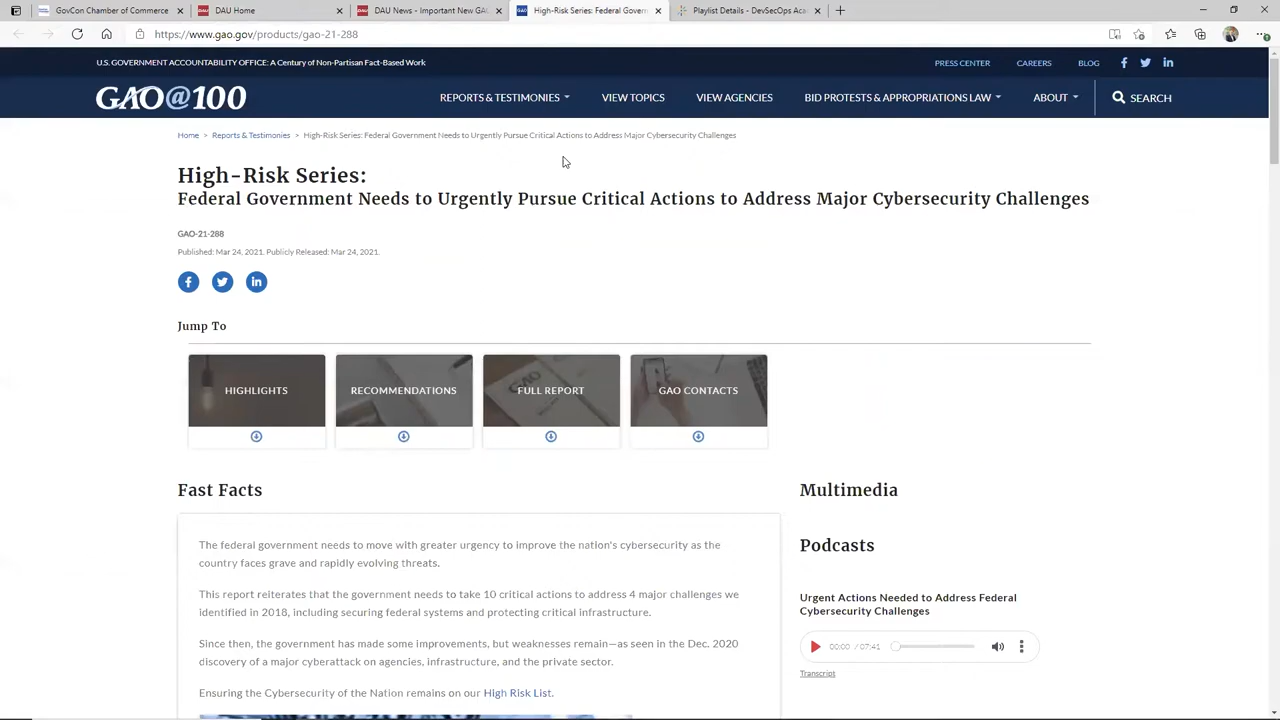 GovCon Chamber of Commerce
DAU Home
DAU News - Important New GA
High-Risk Series: Federal Govern
Playlist Details - DevSecOps Aca
https://www.gao.gov/products/gao-21-288
U.S. GOVERNMENT ACCOUNTABILITY OFFICE: A Century of Non-Partisan Fact-Based Work
PRESS CENTER
CAREERS
BLOG
GAO@100
REPORTS & TESTIMONIES
VIEW TOPICS
VIEW AGENCIES
BID PROTESTS & APPROPRIATIONS LAW
ABOUT
SEARCH
Home > Reports & Testimonies > High-Risk Series: Federal Government Needs to Urgently Pursue Critical Actions to Address Major Cybersecurity Challenges
High-Risk Series:
Federal Government Needs to Urgently Pursue Critical Actions to Address Major Cybersecurity Challenges
GAO-21-288
Published: Mar 24, 2021. Publicly Released: Mar 24, 2021.
Jump To
HIGHLIGHTS
RECOMMENDATIONS
FULL REPORT
GAO CONTACTS
Fast Facts
The federal government needs to move with greater urgency to improve the nation's cybersecurity as the
country faces grave and rapidly evolving threats.
This report reiterates that the government needs to take 10 critical actions to address 4 major challenges we
identified in 2018, including securing federal systems and protecting critical infrastructure.
Since then, the government has made some improvements, but weaknesses remain—as seen in the Dec. 2020
discovery of a major cyberattack on agencies, infrastructure, and the private sector.
Ensuring the Cybersecurity of the Nation remains on our High Risk List.
Multimedia
Podcasts
Urgent Actions Needed to Address Federal
Cybersecurity Challenges
00:00 / 07:41
Transcript